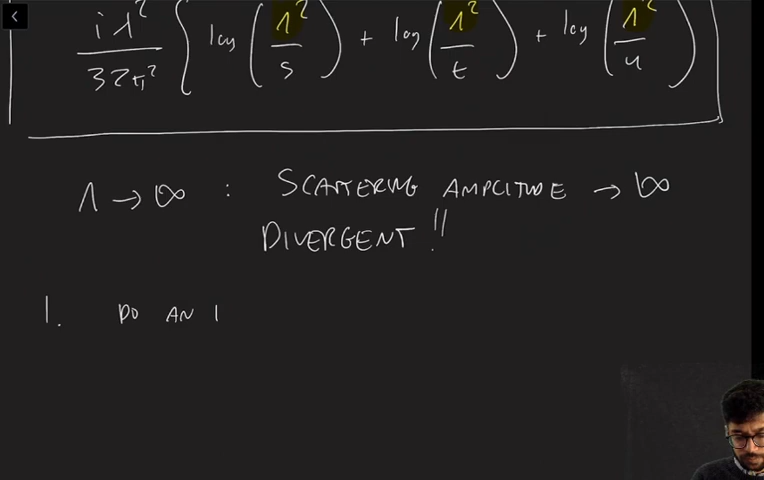 iλ²/32π² { log (Λ²/s) + log (Λ²/t) + log (Λ²/u)
Λ → ∞ : SCATTERING AMPLITUDE → ∞
DIVERGENT!!
1. DO AN I